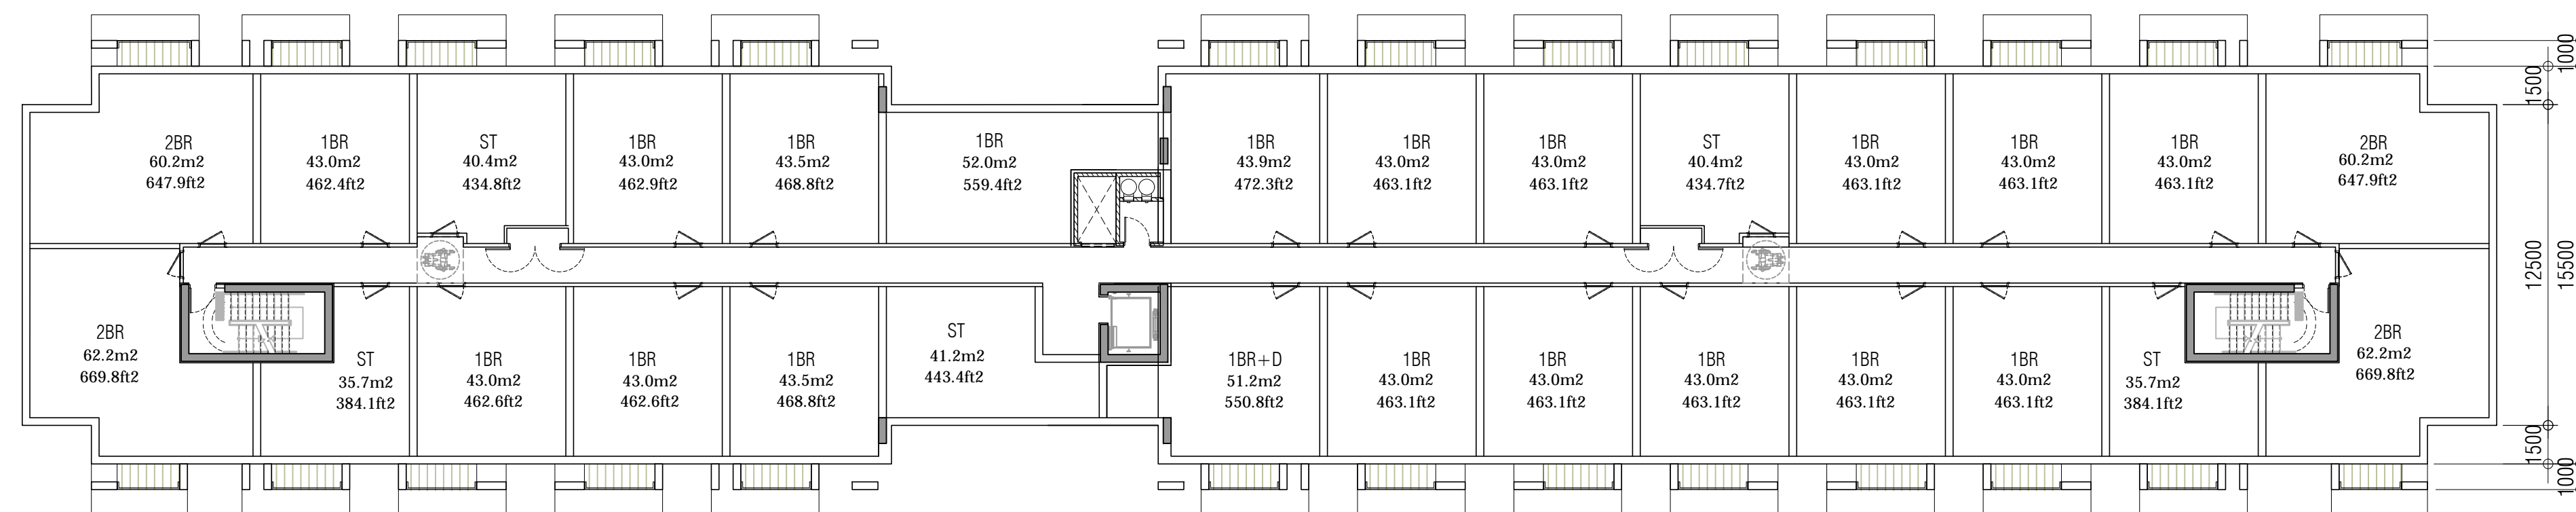 2BR
60.2m2
647.9ft2
1BR
43.0m2
462.4ft2
ST
40.4m2
434.8ft2
1BR
43.0m2
462.9ft2
1BR
43.5m2
468.8ft2
1BR
52.0m2
559.4ft2
1BR
43.9m2
472.3ft2
1BR
43.0m2
463.1ft2
1BR
43.0m2
463.1ft2
ST
40.4m2
434.7ft2
1BR
43.0m2
463.1ft2
1BR
43.0m2
463.1ft2
1BR
43.0m2
463.1ft2
2BR
60.2m2
647.9ft2
2BR
62.2m2
669.8ft2
ST
35.7m2
384.1ft2
1BR
43.0m2
462.6ft2
1BR
43.0m2
462.6ft2
1BR
43.5m2
468.8ft2
ST
41.2m2
443.4ft2
1BR+D
51.2m2
550.8ft2
1BR
43.0m2
463.1ft2
1BR
43.0m2
463.1ft2
1BR
43.0m2
463.1ft2
1BR
43.0m2
463.1ft2
1BR
43.0m2
463.1ft2
ST
35.7m2
384.1ft2
2BR
62.2m2
669.8ft2
1000
1500
12500
15500
1500
1000